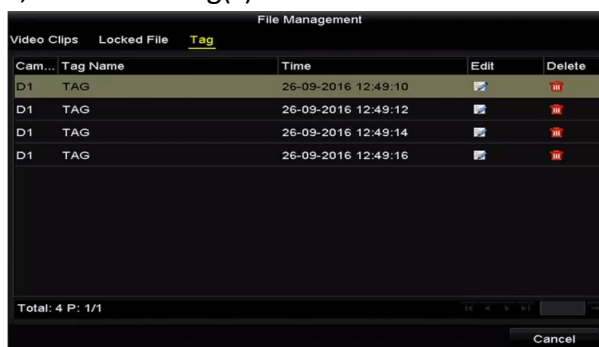 File Management
Video Clips Locked File Tag
Cam... Tag Name Time Edit Delete
D1 TAG 26-09-2016 12:49:10
D1 TAG 26-09-2016 12:49:12
D1 TAG 26-09-2016 12:49:14
D1 TAG 26-09-2016 12:49:16
Total: 4 P: 1/1
Cancel